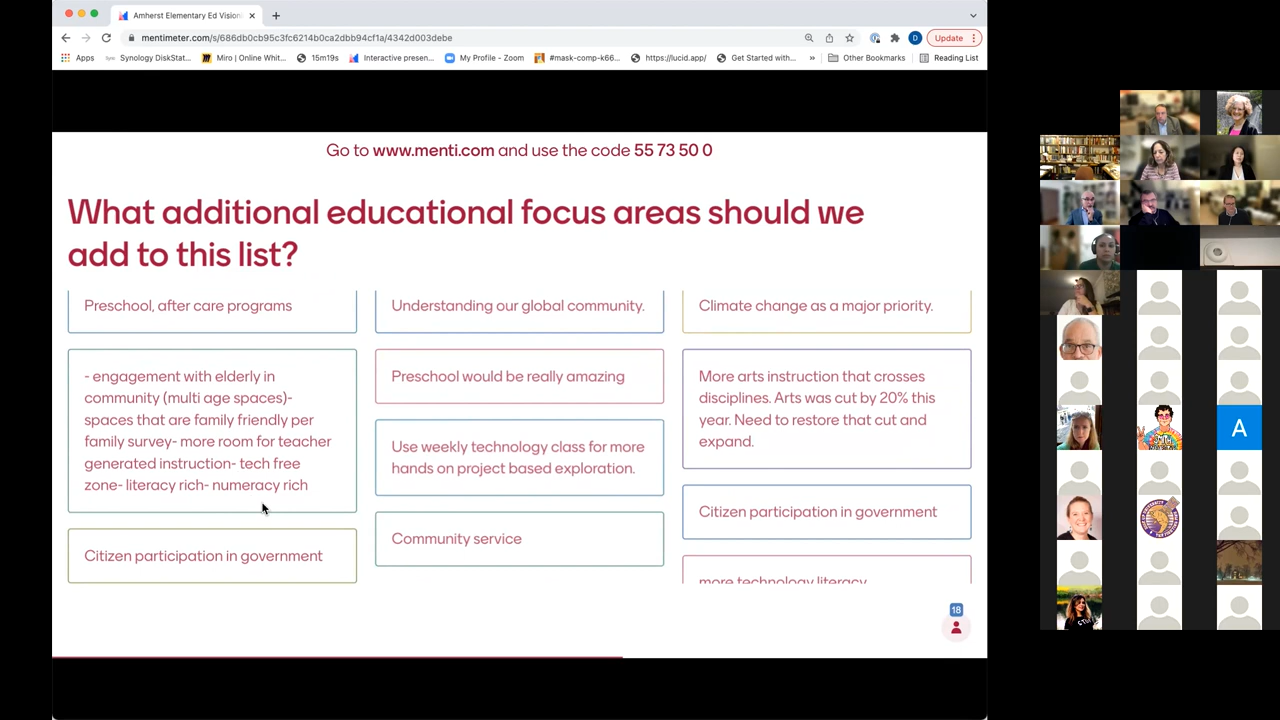 Amherst Elementary Ed Vision
mentimeter.com/s/686db0cb95c3fc6214b0ca2dbb94cf1a/4342d003debe
Update
Apps
Synology DiskStat...
Miro | Online Whit...
15m19s
Interactive presen...
My Profile - Zoom
#mask-comp-k66...
https://lucid.app/
Get Started with...
»
Other Bookmarks
Reading List
Go to www.menti.com and use the code 55 73 50 0
What additional educational focus areas should we
add to this list?
Preschool, after care programs
- engagement with elderly in
community (multi age spaces)-
spaces that are family friendly per
family survey- more room for teacher
generated instruction- tech free
zone- literacy rich- numeracy rich
Citizen participation in government
Understanding our global community.
Preschool would be really amazing
Use weekly technology class for more
hands on project based exploration.
Community service
Climate change as a major priority.
More arts instruction that crosses
disciplines. Arts was cut by 20% this
year. Need to restore that cut and
expand.
Citizen participation in government
more technology literacy
18
D
A